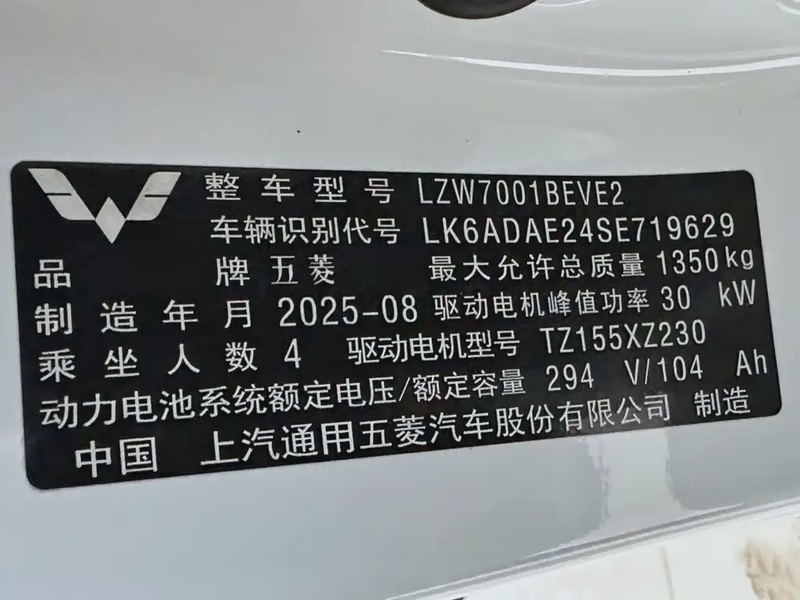 整车型号 LZW7001BEVE2
车辆识别代号 LK6ADAE24SE719629
品牌 五菱 最大允许总质量 1350kg
制造年月 2025-08 驱动电机峰值功率 30 kW
乘坐人数 4 驱动电机型号 TZ155XZ230
动力电池系统额定电压/额定容量 294 V/104 Ah
中国 上汽通用五菱汽车股份有限公司 制造